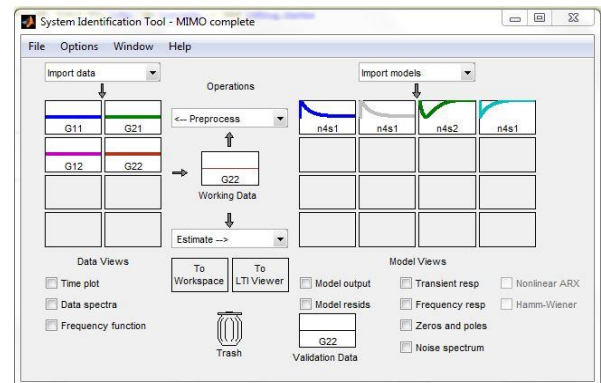 System Identification Tool - MIMO complete
File Options Window Help
Import data
Operations
Import models
G11 G21
<-- Preprocess
n4s1 n4s1 n4s2 n4s1
G12 G22
G22
Working Data
Estimate -->
Data Views
To Workspace
To LTI Viewer
Model Views
Time plot
Data spectra
Frequency function
Trash
Model output
Transient resp
Nonlinear ARX
Model resids
Frequency resp
Hamm-Wiener
Zeros and poles
Noise spectrum
G22
Validation Data